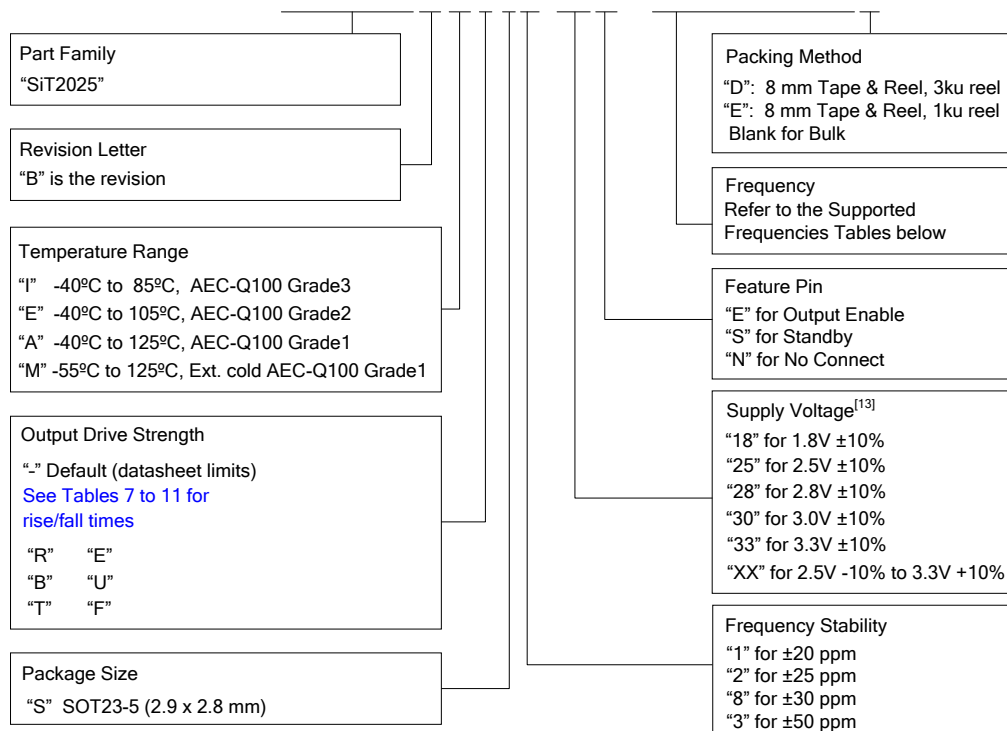 Part Family
“SiT2025”
Revision Letter
“B” is the revision
Temperature Range
“I” -40ºC to 85ºC, AEC-Q100 Grade3
“E” -40ºC to 105ºC, AEC-Q100 Grade2
“A” -40ºC to 125ºC, AEC-Q100 Grade1
“M” -55ºC to 125ºC, Ext. cold AEC-Q100 Grade1
Output Drive Strength
“-” Default (datasheet limits)
See Tables 7 to 11 for
rise/fall times
“R” “E”
“B” “U”
“T” “F”
Package Size
“S” SOT23-5 (2.9 x 2.8 mm)
Packing Method
“D”: 8 mm Tape & Reel, 3ku reel
“E”: 8 mm Tape & Reel, 1ku reel
Blank for Bulk
Frequency
Refer to the Supported
Frequencies Tables below
Feature Pin
“E” for Output Enable
“S” for Standby
“N” for No Connect
Supply Voltage[13]
“18” for 1.8V ±10%
“25” for 2.5V ±10%
“28” for 2.8V ±10%
“30” for 3.0V ±10%
“33” for 3.3V ±10%
“XX” for 2.5V -10% to 3.3V +10%
Frequency Stability
“1” for ±20 ppm
“2” for ±25 ppm
“8” for ±30 ppm
“3” for ±50 ppm